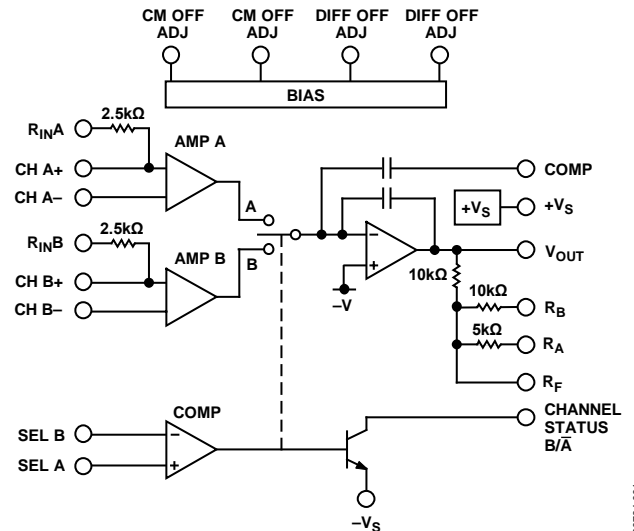 CM OFF ADJ
CM OFF ADJ
DIFF OFF ADJ
DIFF OFF ADJ
BIAS
2.5kΩ
RINA
AMP A
CH A+
CH A–
COMP
A
+VS
+VS
2.5kΩ
RINB
B
AMP B
–
VOUT
+
10kΩ
CH B+
–V
10kΩ
RB
CH B–
5kΩ
RA
RF
COMP
CHANNEL
STATUS
B/A̅
SEL B
–
SEL A
+
–VS